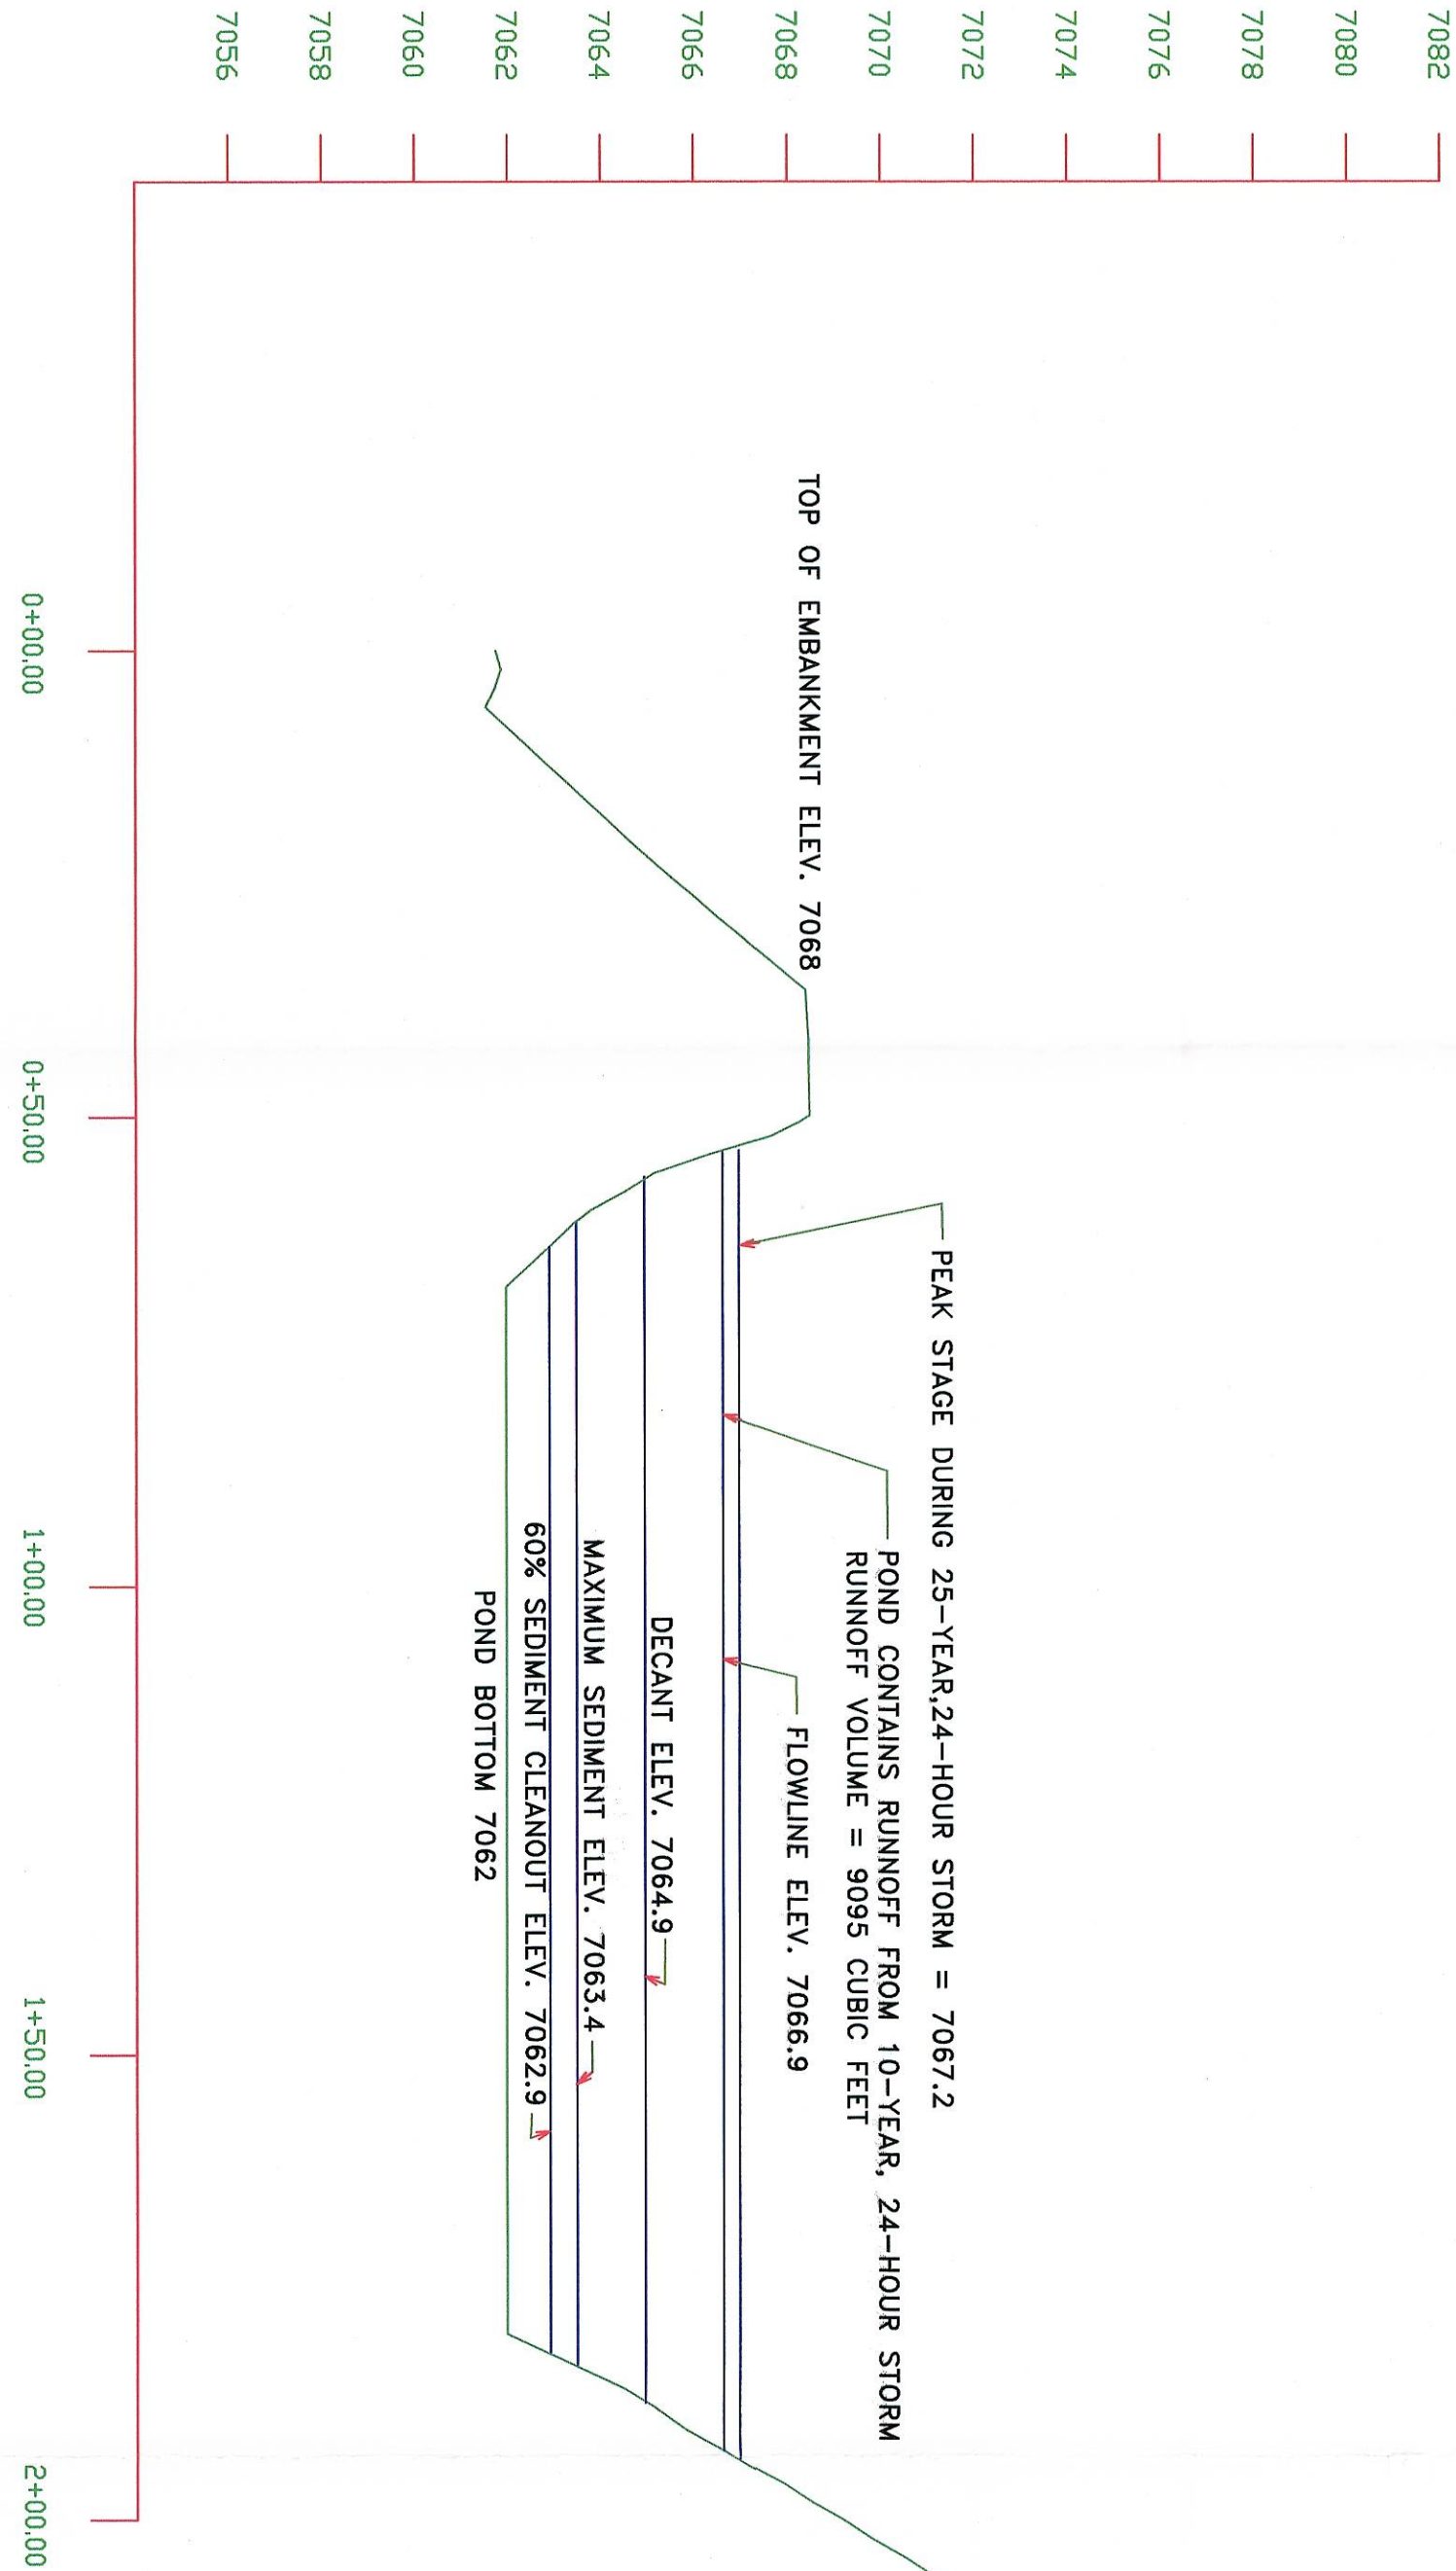 7082
7080
7078
7076
7074
7072
7070
7068
7066
7064
7062
7060
7058
7056
PEAK STAGE DURING 25-YEAR,24-HOUR STORM = 7067.2
POND CONTAINS RUNNOFF FROM 10-YEAR, 24-HOUR STORM
RUNNOFF VOLUME = 9095 CUBIC FEET
TOP OF EMBANKMENT ELEV. 7068
FLOWLINE ELEV. 7066.9
DECANT ELEV. 7064.9
MAXIMUM SEDIMENT ELEV. 7063.4
60% SEDIMENT CLEANOUT ELEV. 7062.9
POND BOTTOM 7062
0+00.00
0+50.00
1+00.00
1+50.00
2+00.00